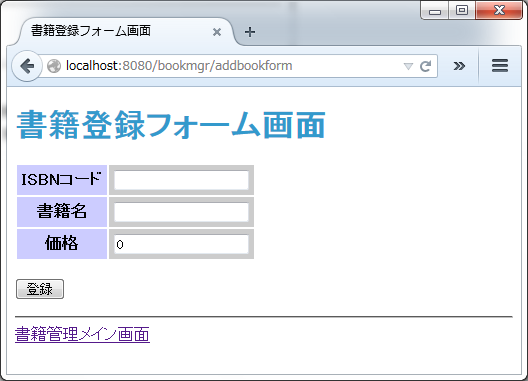 書籍登録フォーム画面
localhost:8080/bookmgr/addbookform
書籍登録フォーム画面
ISBNコード
書籍名
価格 0
登録
書籍管理メイン画面